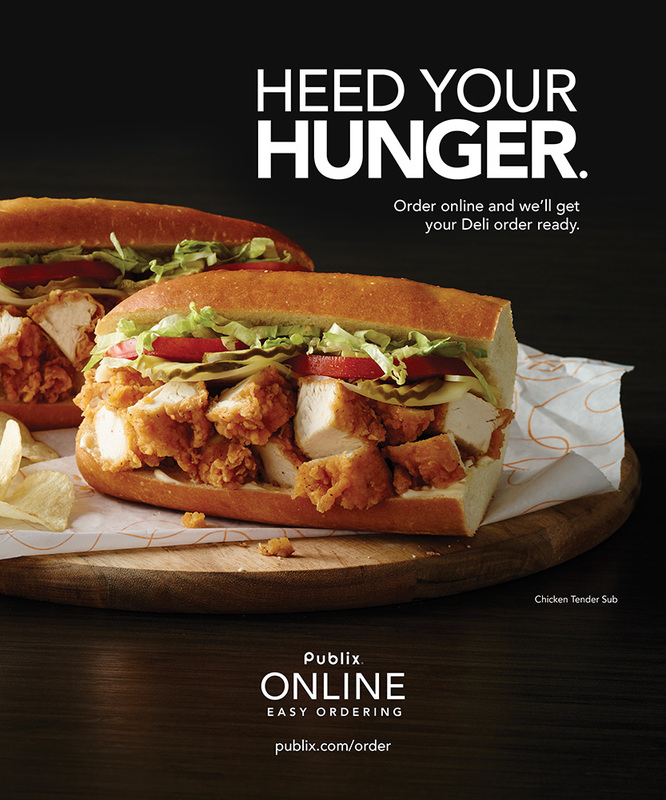 HEED YOUR
HUNGER.
Order online and we'll get
your Deli order ready.
Chicken Tender Sub
Publix.
ONLINE
EASY ORDERING
publix.com/order